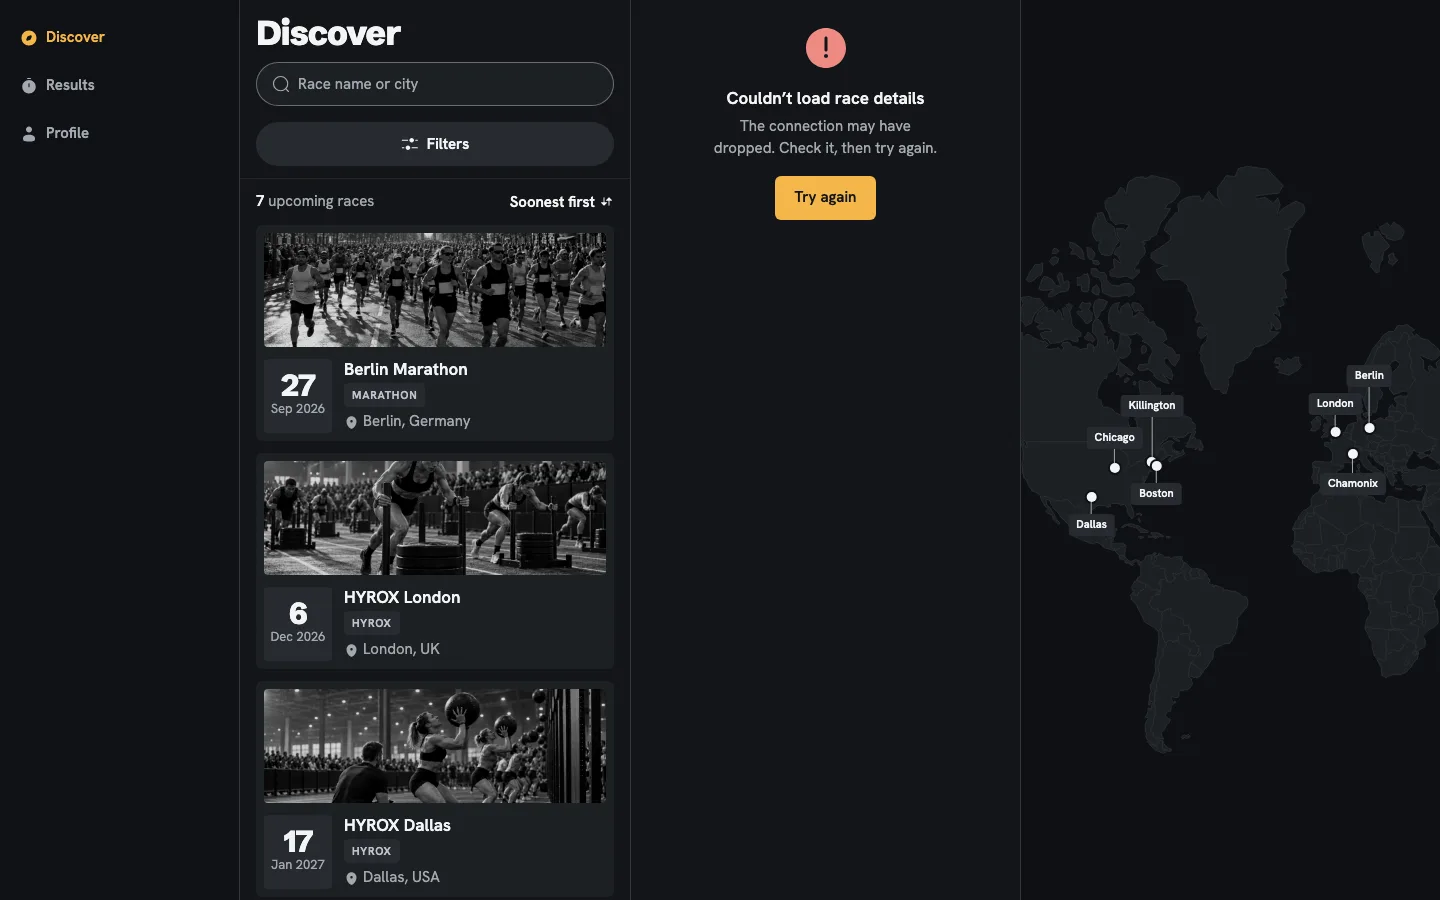 Discover
Results
Profile
Discover
Race name or city
Filters
7 upcoming races
Soonest first
27
Sep 2026
Berlin Marathon
MARATHON
Berlin, Germany
6
Dec 2026
HYROX London
HYROX
London, UK
17
Jan 2027
HYROX Dallas
HYROX
Dallas, USA
!
Couldn’t load race details
The connection may have
dropped. Check it, then try again.
Try again
Berlin
London
Killington
Chicago
Chamonix
Boston
Dallas